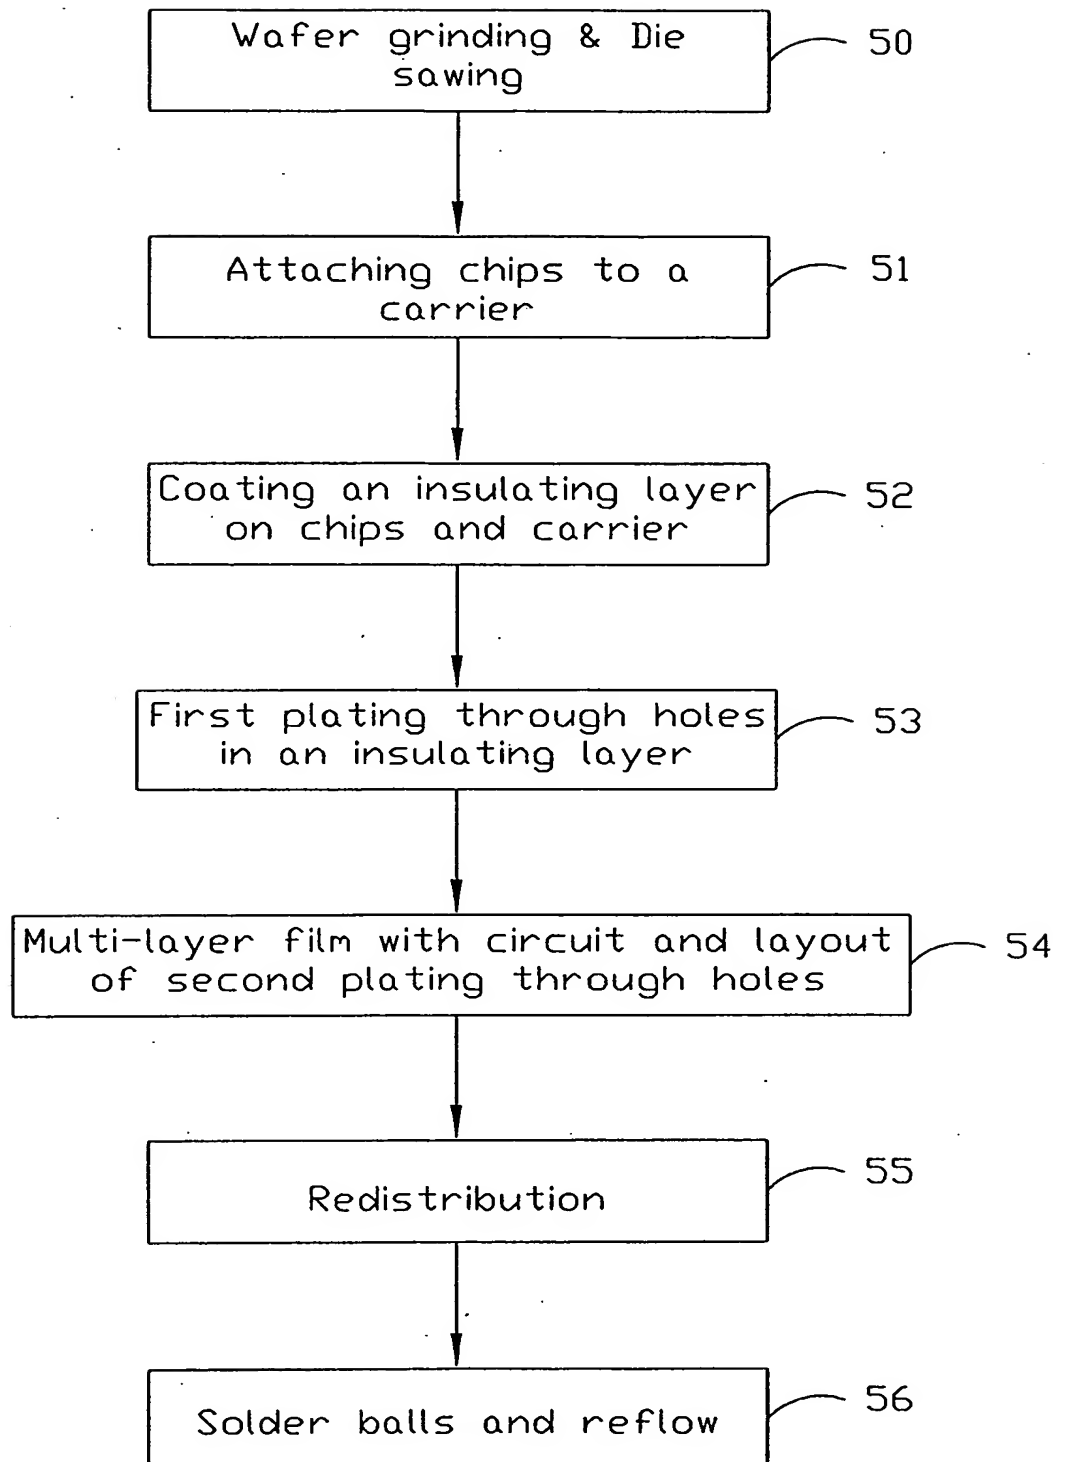 Wafer grinding & Die
sawing
50
Attaching chips to a
carrier
51
Coating an insulating layer
on chips and carrier
52
First plating through holes
in an insulating layer
53
Multi-layer film with circuit and layout
of second plating through holes
54
Redistribution
55
Solder balls and reflow
56